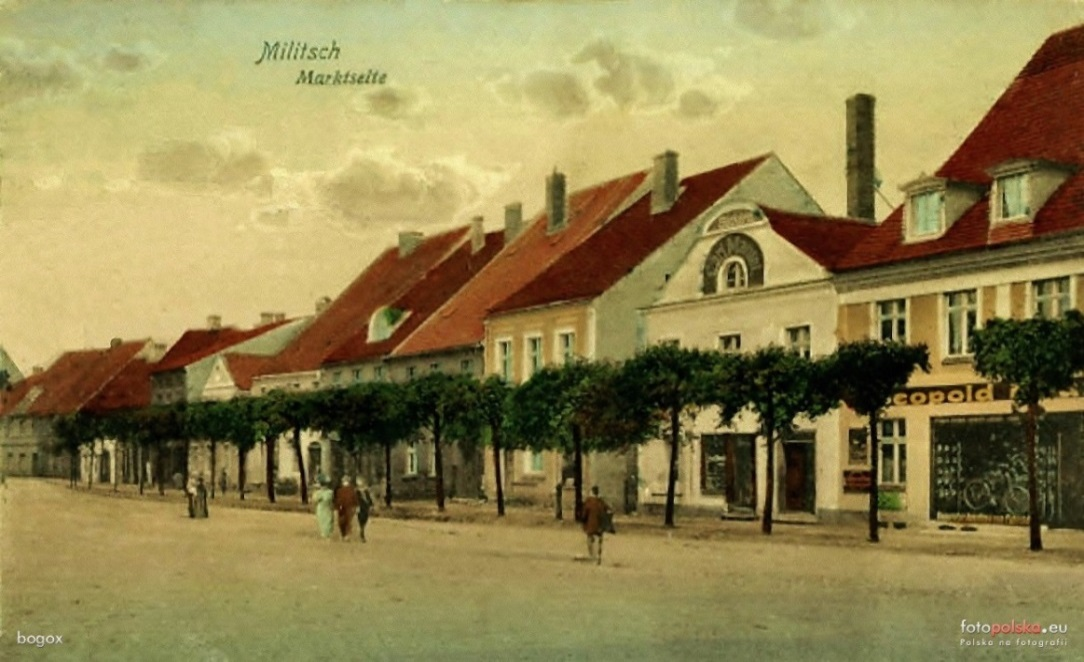 Militsch
Marktseite
eopold
bogox
fotopolska.eu
Polska na fotografii